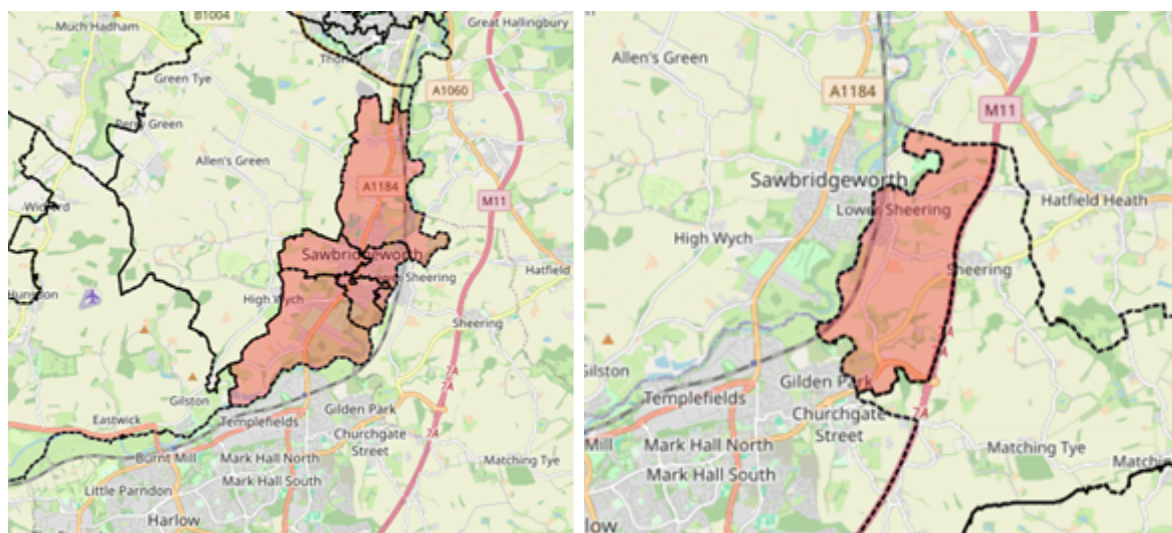 B1004
Much Hadham
Great Hallingbury
Thorley
Green Tye
A1060
Perry Green
Allen's Green
A1184
Widford
M11
Sawbridgeworth
Sheering
Hatfield
Hunsdon
High Wych
Sheering
7A
Gilston
Eastwick
Templefields
Gilden Park
Burnt Mill
Mark Hall North
Churchgate
Street
7A
Matching Tye
Little Parndon
Mark Hall South
Harlow
Allen's Green
A1184
M11
Sawbridgeworth
Lower Sheering
Hatfield Heath
High Wych
Sheering
7A
Gilston
Gilden Park
Templefields
7A
Churchgate
Street
Mill
Mark Hall North
Matching Tye
Matchin
Mark Hall South
low